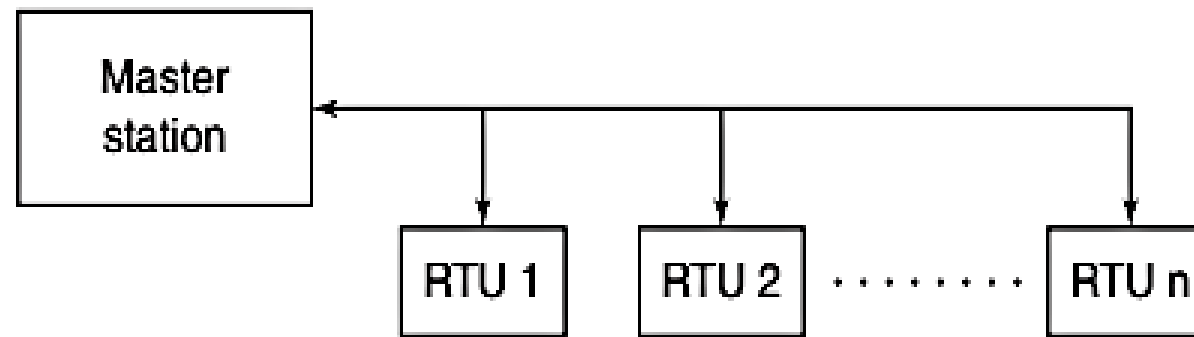 Master
station
RTU 1
RTU 2
........
RTU n